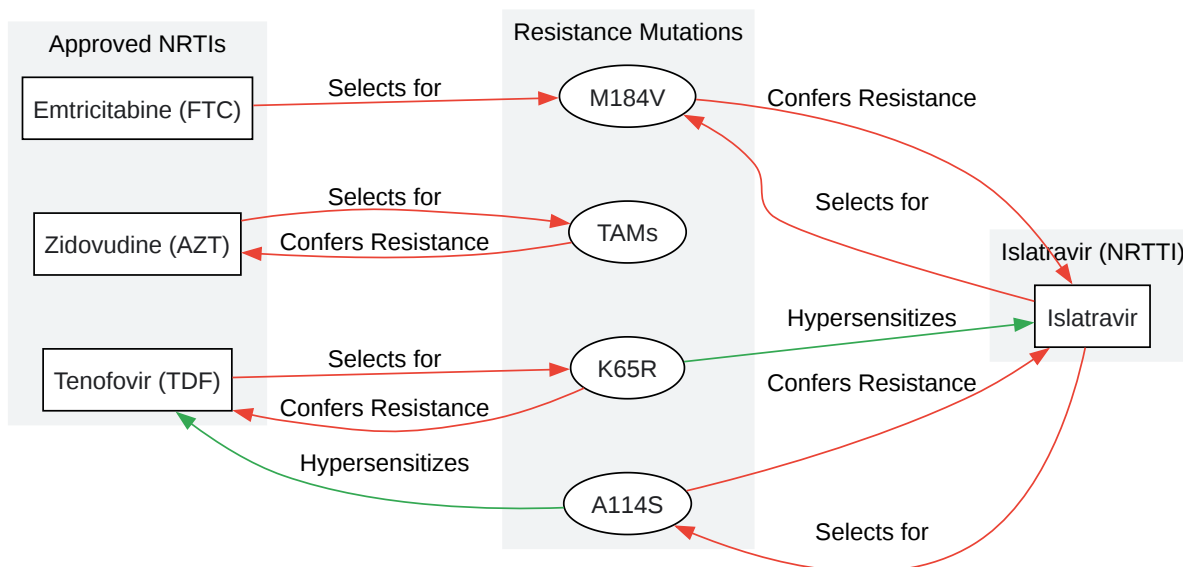 Approved NRTIs
Resistance Mutations
Emtricitabine (FTC)
Selects for
M184V
Confers Resistance
Selects for
Zidovudine (AZT)
Selects for
Confers Resistance
TAMs
Islatravir (NRTTI)
Islatravir
Hypersensitizes
Tenofovir (TDF)
Selects for
Confers Resistance
K65R
Confers Resistance
Hypersensitizes
A114S
Selects for